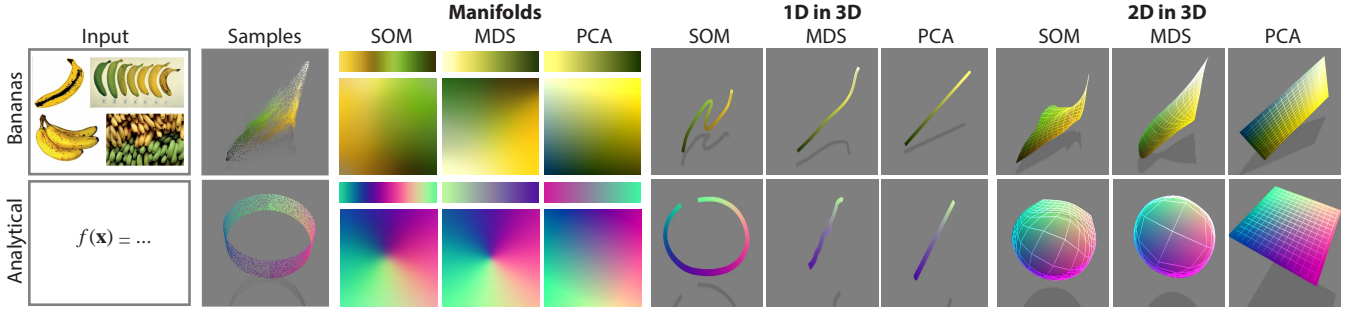 Manifolds 1D in 3D 2D in 3D
Input Samples SOM MDS PCA SOM MDS PCA SOM MDS PCA
Bananas
Analytical
f(x) = ...